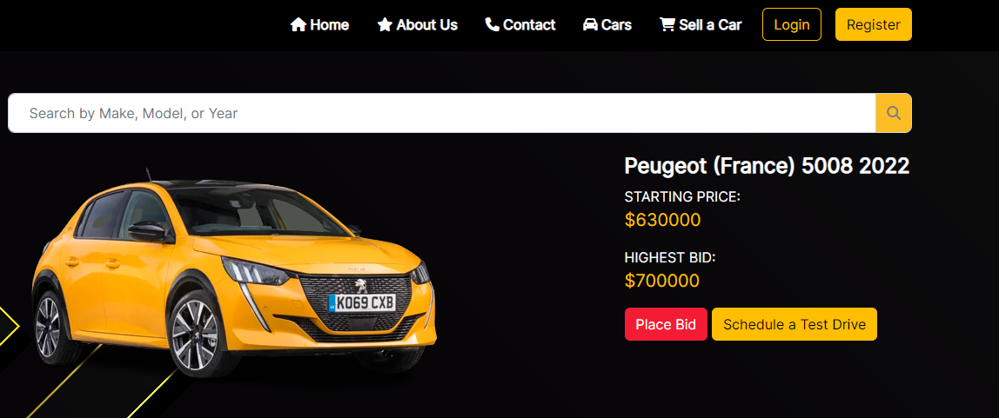 Home About Us Contact Cars Sell a Car Login Register
Search by Make, Model, or Year
Peugeot (France) 5008 2022
STARTING PRICE:
$630000
HIGHEST BID:
$700000
Place Bid Schedule a Test Drive
KO69 CXB